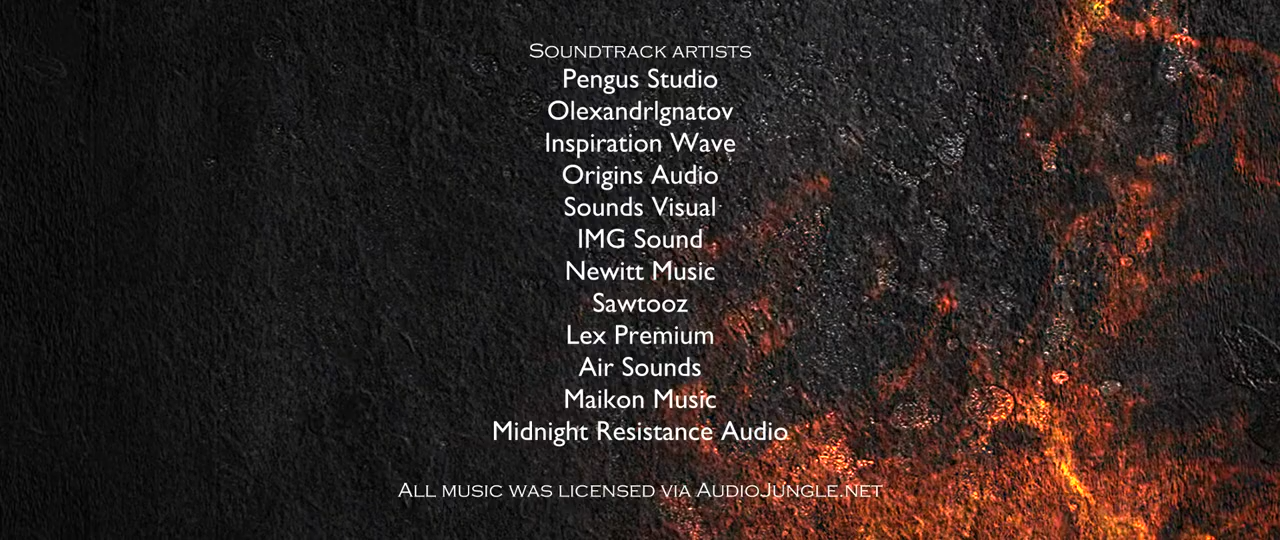 Soundtrack artists
Pengus Studio
OlexandrIgnatov
Inspiration Wave
Origins Audio
Sounds Visual
IMG Sound
Newitt Music
Sawtooz
Lex Premium
Air Sounds
Maikon Music
Midnight Resistance Audio
All music was licensed via AudioJungle.net